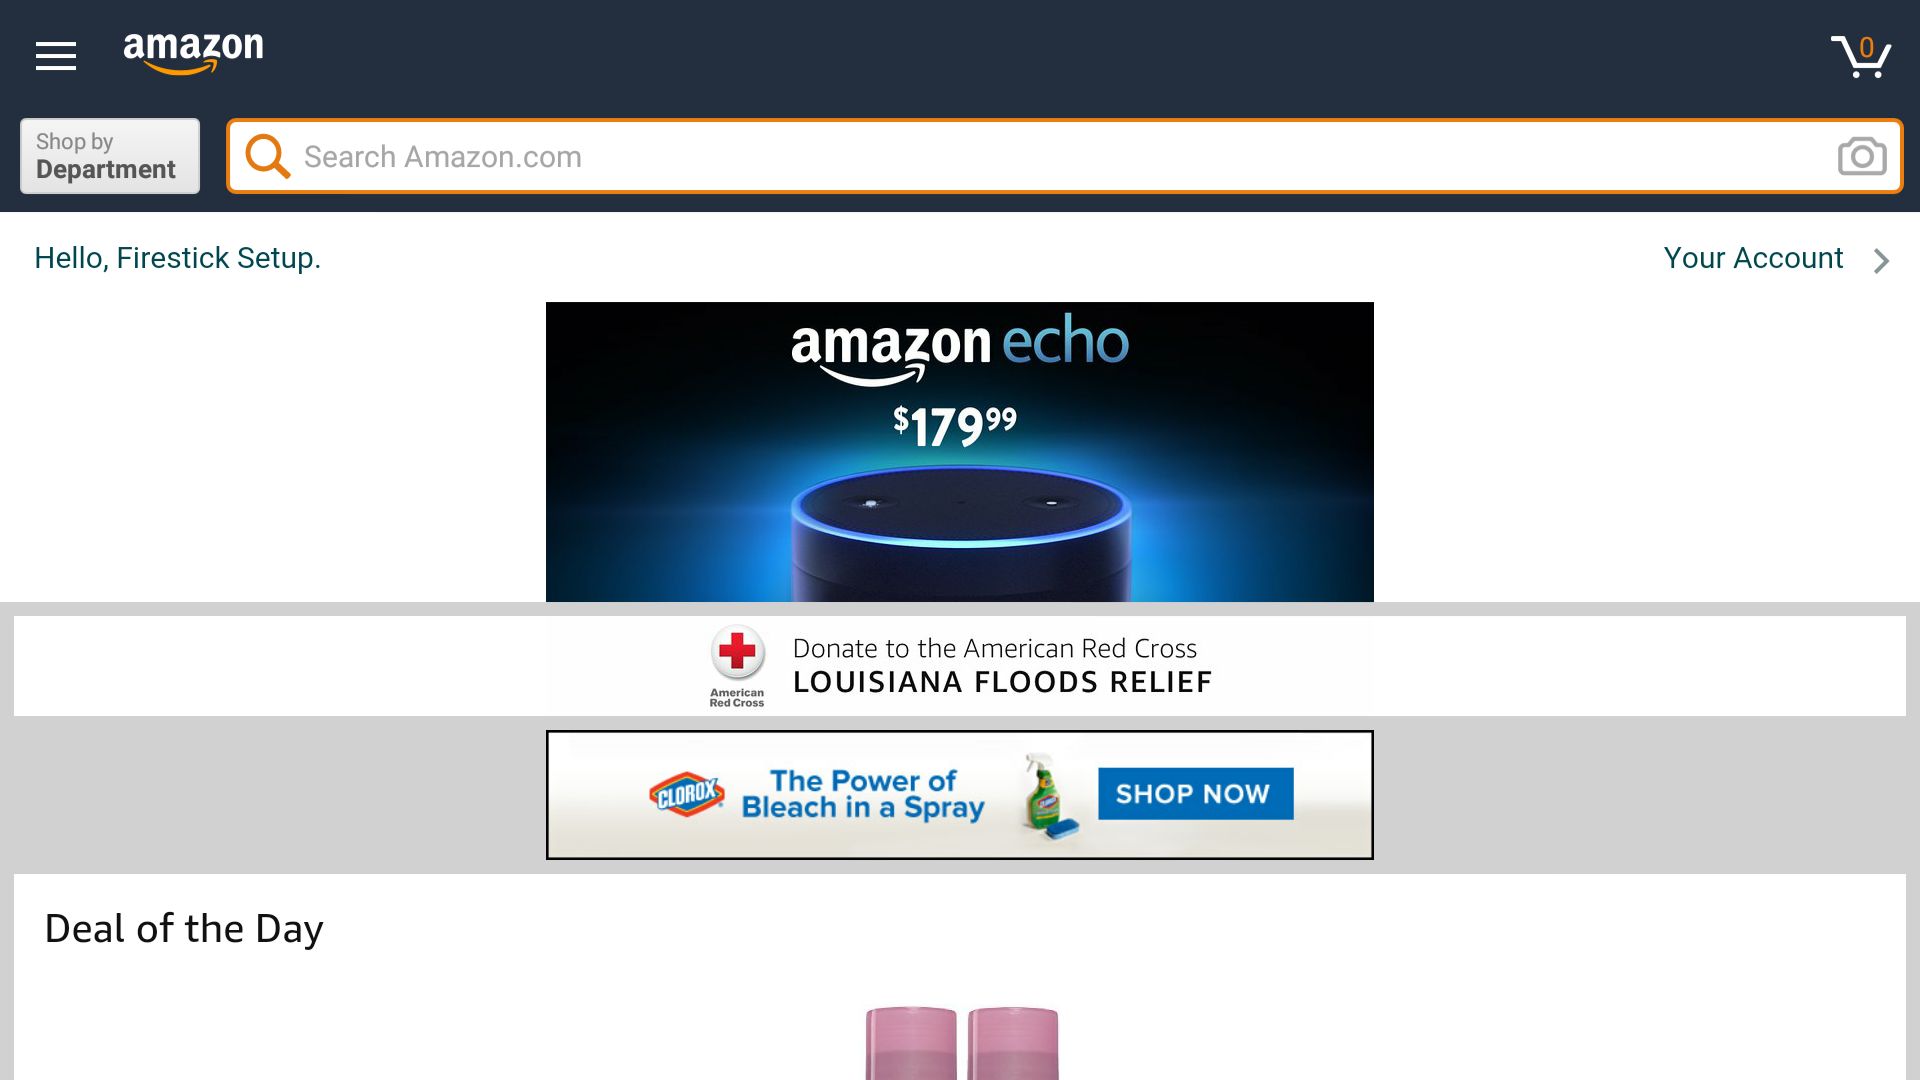 amazon
0
Shop by
Department
Search Amazon.com
Hello, Firestick Setup.
Your Account
amazon echo
$179 99
Donate to the American Red Cross
LOUISIANA FLOODS RELIEF
American
Red Cross
CLOROX
The Power of
Bleach in a Spray
SHOP NOW
Deal of the Day